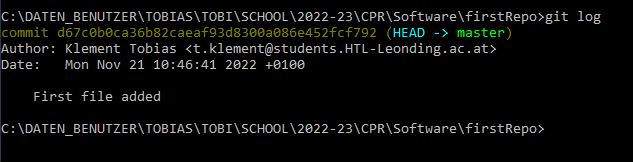 C:\DATEN_BENUTZER\TOBIAS\TOBI\SCHOOL\2022-23\CPR\Software\firstRepo>git log
commit d67c0b0ca36b82caeaf93d8300a086e452fcf792 (HEAD -> master)
Author: Klement Tobias <t.klement@students.HTL-Leonding.ac.at>
Date:   Mon Nov 21 10:46:41 2022 +0100
    First file added
C:\DATEN_BENUTZER\TOBIAS\TOBI\SCHOOL\2022-23\CPR\Software\firstRepo>